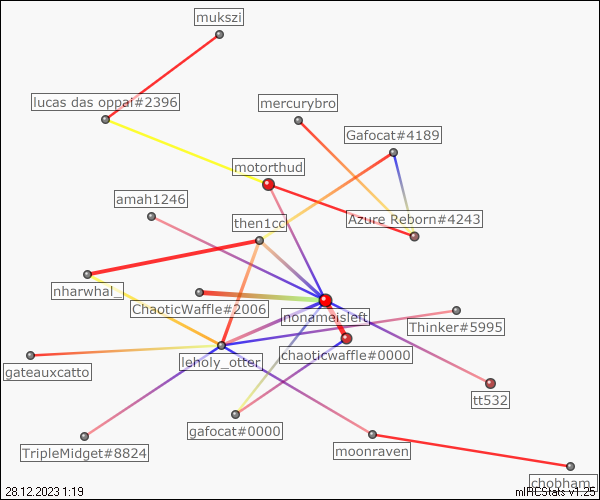 mukszi
lucas das oppai#2396
mercurybro
Gafocat#4189
motorthud
amah1246
Azure Reborn#4243
then1cc
nharwhal_
ChaoticWaffle#2006
nonameisleft
Thinker#5995
chaoticwaffle#0000
leholy_otter
gateauxcatto
tt532
gafocat#0000
TripleMidget#8824
moonraven
chobham_
28.12.2023 1:19
mIRCStats v1.25